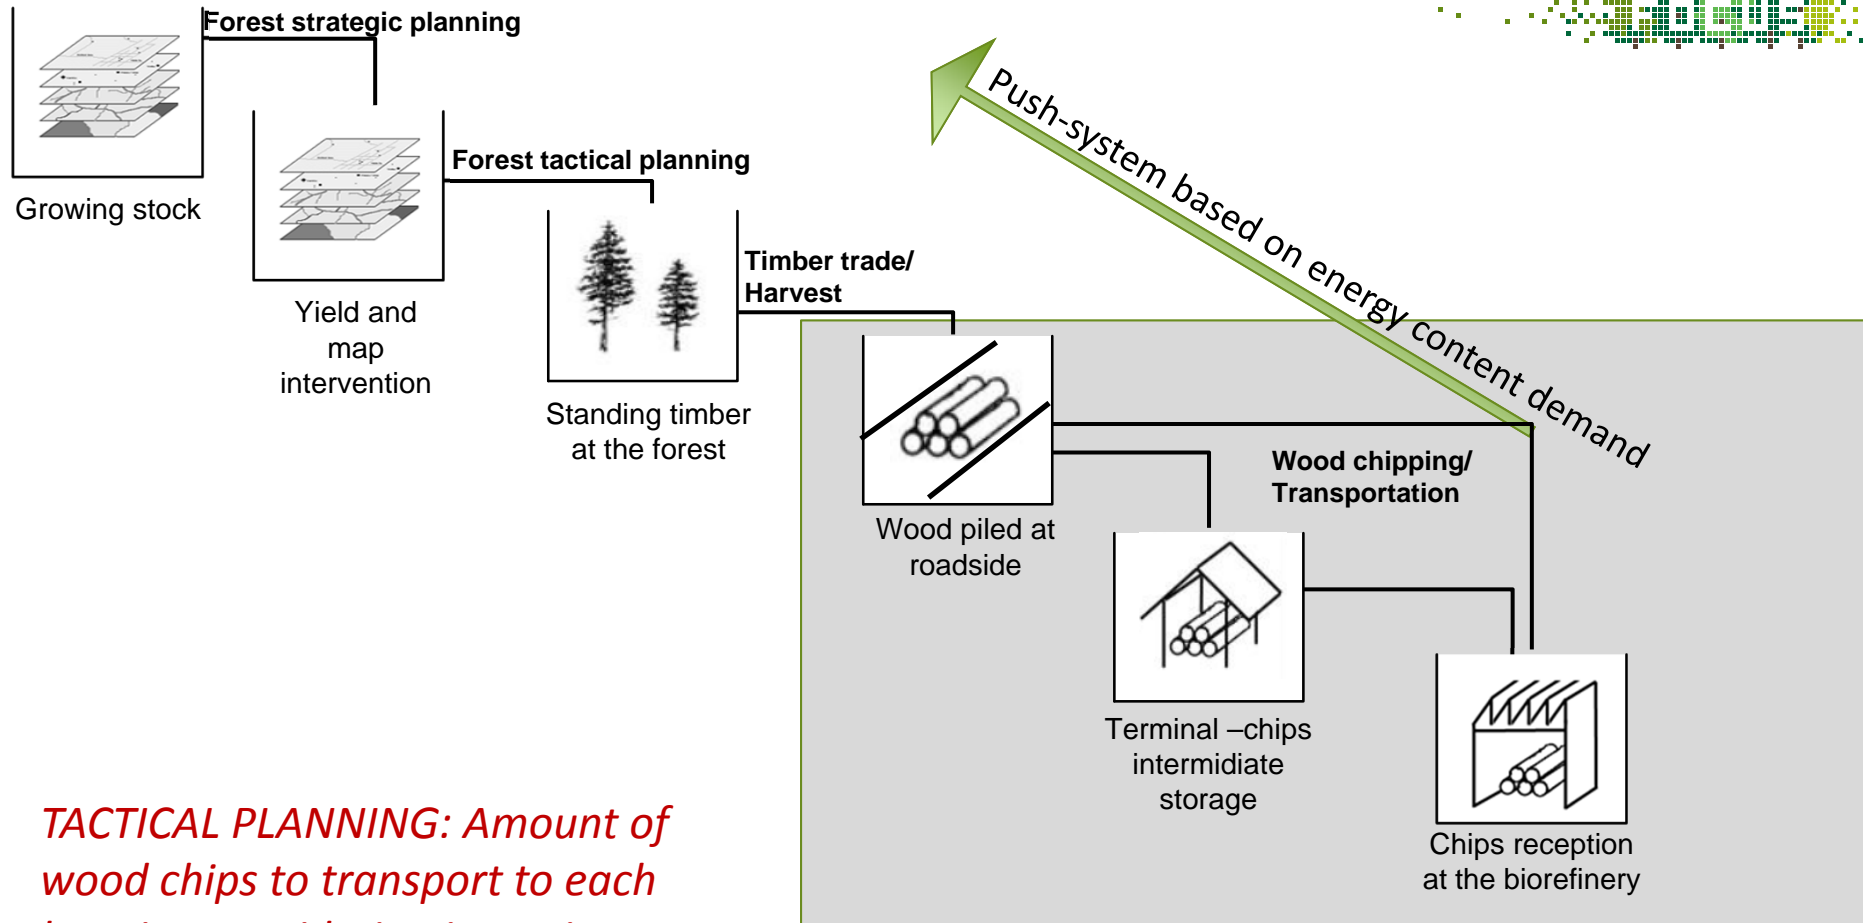 Forest strategic planning
Growing stock
Forest tactical planning
Yield and
map
intervention
Timber trade/
Harvest
Standing timber
at the forest
Push-system based on energy content demand
Wood piled at
roadside
Wood chipping/
Transportation
Terminal –chips
intermidiate
storage
Chips reception
at the biorefinery
TACTICAL PLANNING: Amount of
wood chips to transport to each